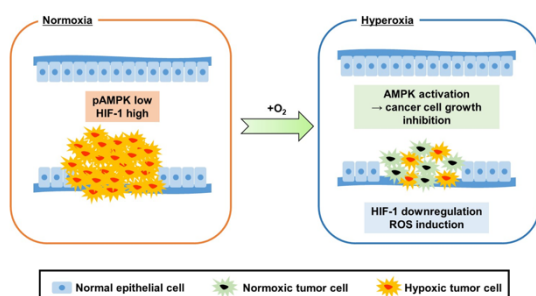 Normoxia
pAMPK low
HIF-1 high
+O₂
Hyperoxia
AMPK activation
→ cancer cell growth
inhibition
HIF-1 downregulation
ROS induction
Normal epithelial cell
Normoxic tumor cell
Hypoxic tumor cell